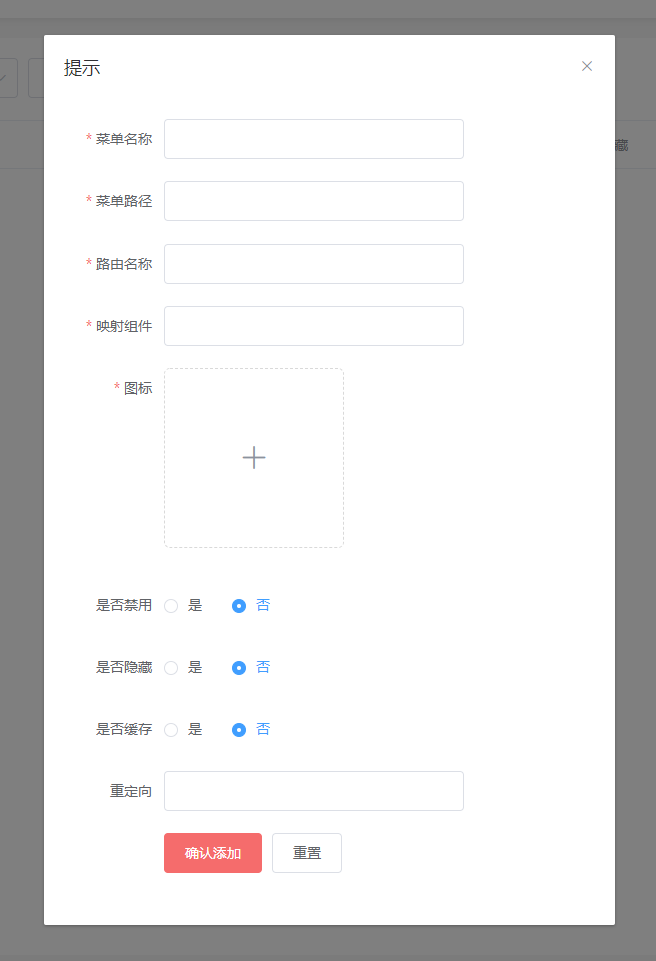 提示
藏
* 菜单名称
* 菜单路径
* 路由名称
* 映射组件
* 图标
是否禁用 是 否
是否隐藏 是 否
是否缓存 是 否
重定向
确认添加 重置